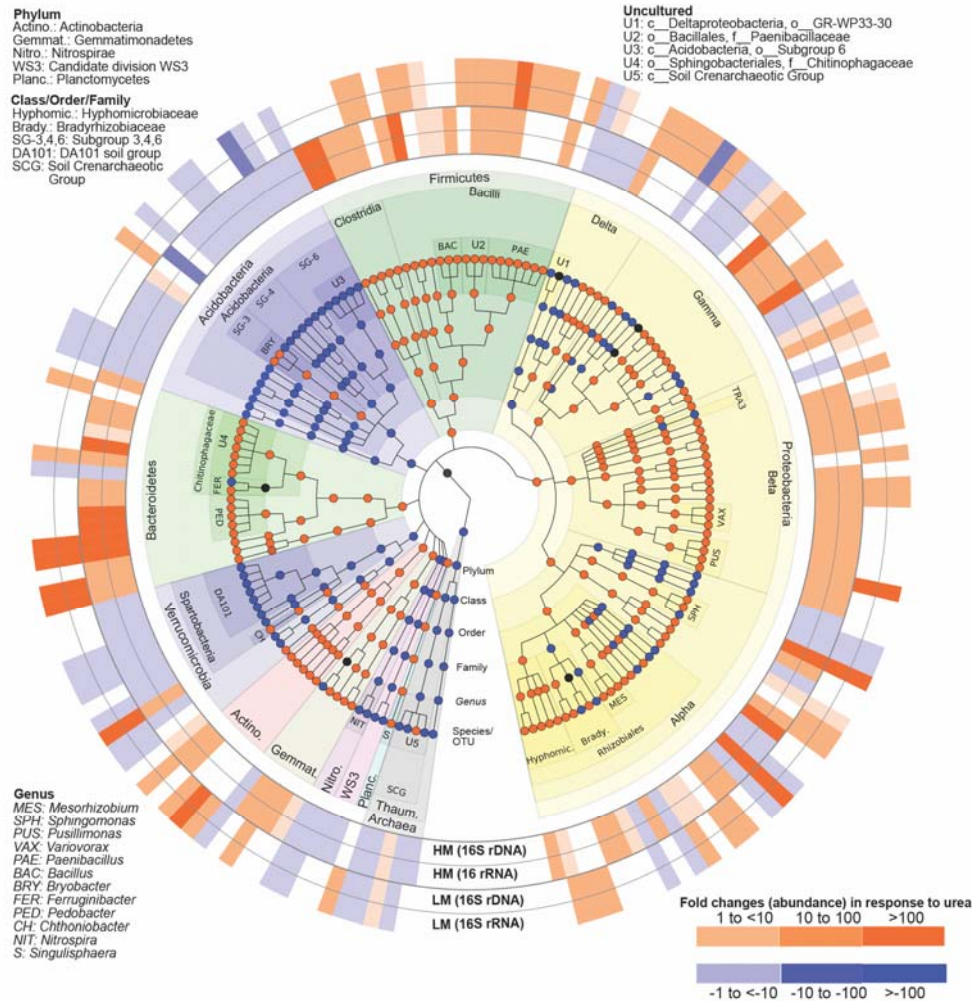 Phylum
Actino.: Actinobacteria
Gemmat.: Gemmatimonadetes
Nitro.: Nitrospirae
WS3: Candidate division WS3
Planc.: Planctomycetes
Class/Order/Family
Hyphomic.: Hyphomicrobiaceae
Brady.: Bradyrhizobiaceae
SG-3,4,6: Subgroup 3,4,6
DA101: DA101 soil group
SCG: Soil Crenarchaeotic
Group
Uncultured
U1: c__Deltaproteobacteria, o__GR-WP33-30
U2: o__Bacillales, f__Paenibacillaceae
U3: c__Acidobacteria, o__Subgroup 6
U4: o__Sphingobacteriales, f__Chitinophagaceae
U5: c__Soil Crenarchaeotic Group
Firmicutes
Clostridia
Bacilli
BAC
U2
PAE
Delta
U1
Gamma
TRA3
Proteobacteria
Beta
VAX
PUS
SPH
Alpha
MES
Rhizobiales
Brady.
Hyphomic.
Acidobacteria
Acidobacteria
SG-6
SG-4
SG-3
U3
BRY
Bacteroidetes
Chitinophagaceae
U4
FER
PED
Verrucomicrobia
Spartobacteria
DA101
CH
Actino.
Gemmat.
Nitro.
NIT
WS3
Planc.
S
U5
SCG
Thaum.
Archaea
Plylum
Class
Order
Family
Genus
Species/
OTU
HM (16S rDNA)
HM (16 rRNA)
LM (16S rDNA)
LM (16S rRNA)
Genus
MES: Mesorhizobium
SPH: Sphingomonas
PUS: Pusillimonas
VAX: Variovorax
PAE: Paenibacillus
BAC: Bacillus
BRY: Bryobacter
FER: Ferruginibacter
PED: Pedobacter
CH: Chthoniobacter
NIT: Nitrospira
S: Singulisphaera
Fold changes (abundance) in response to urea
1 to <10 10 to 100 >100
-1 to <-10 -10 to -100 >-100